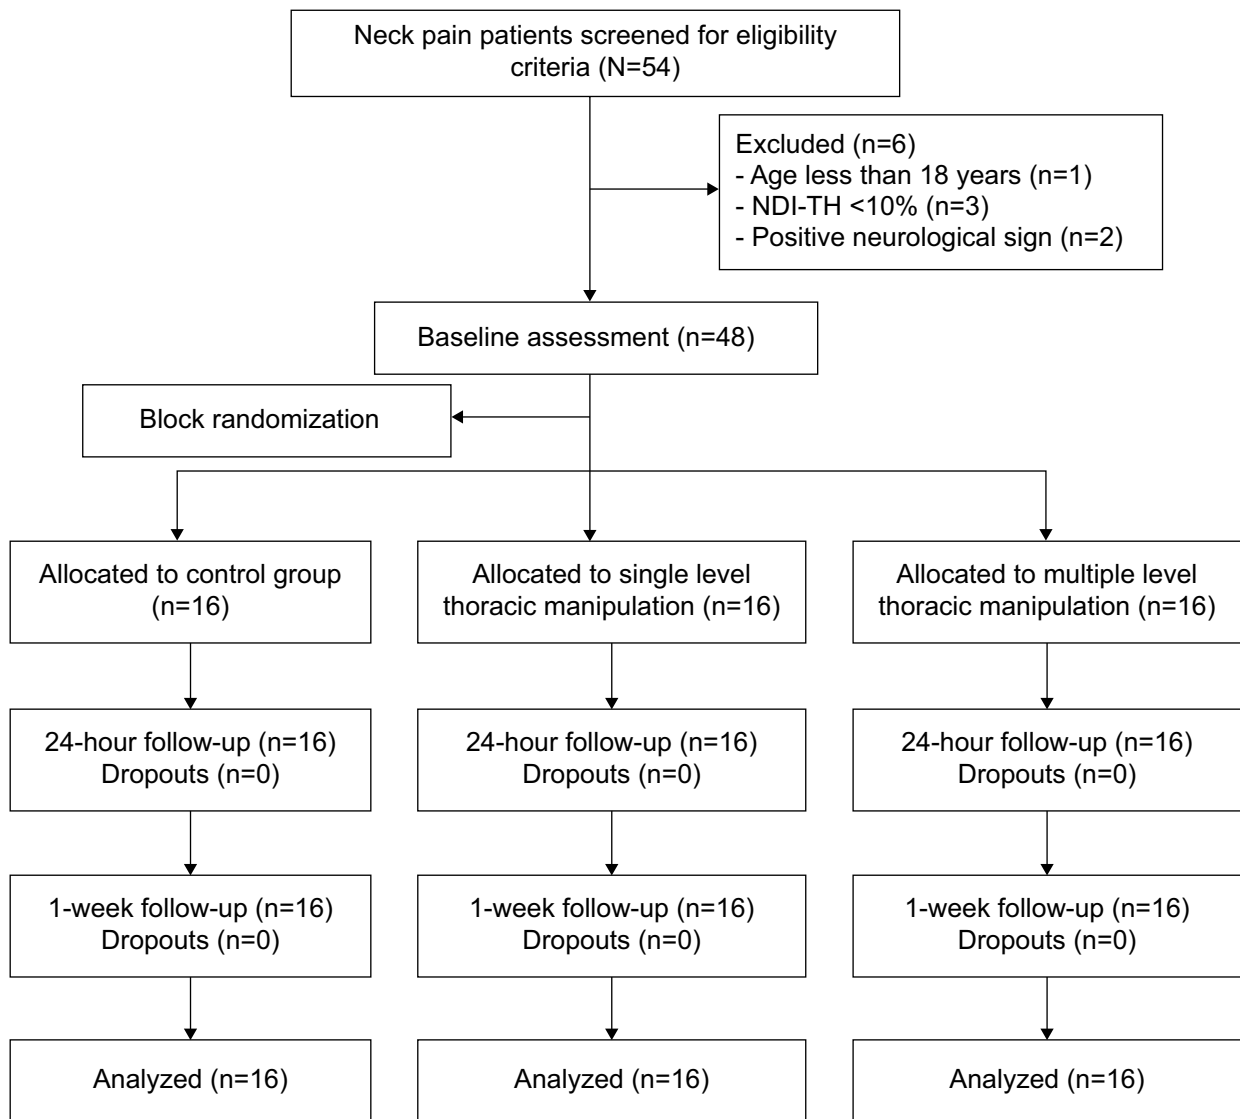 Neck pain patients screened for eligibility
criteria (N=54)
Excluded (n=6)
- Age less than 18 years (n=1)
- NDI-TH <10% (n=3)
- Positive neurological sign (n=2)
Baseline assessment (n=48)
Block randomization
Allocated to control group
(n=16)
Allocated to single level
thoracic manipulation (n=16)
Allocated to multiple level
thoracic manipulation (n=16)
24-hour follow-up (n=16)
Dropouts (n=0)
24-hour follow-up (n=16)
Dropouts (n=0)
24-hour follow-up (n=16)
Dropouts (n=0)
1-week follow-up (n=16)
Dropouts (n=0)
1-week follow-up (n=16)
Dropouts (n=0)
1-week follow-up (n=16)
Dropouts (n=0)
Analyzed (n=16)
Analyzed (n=16)
Analyzed (n=16)